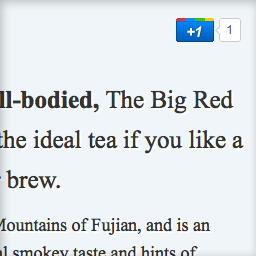 +1 1
ll-bodied, The Big Red
the ideal tea if you like a
brew.
Mountains of Fujian, and is an
smokey taste and hints of